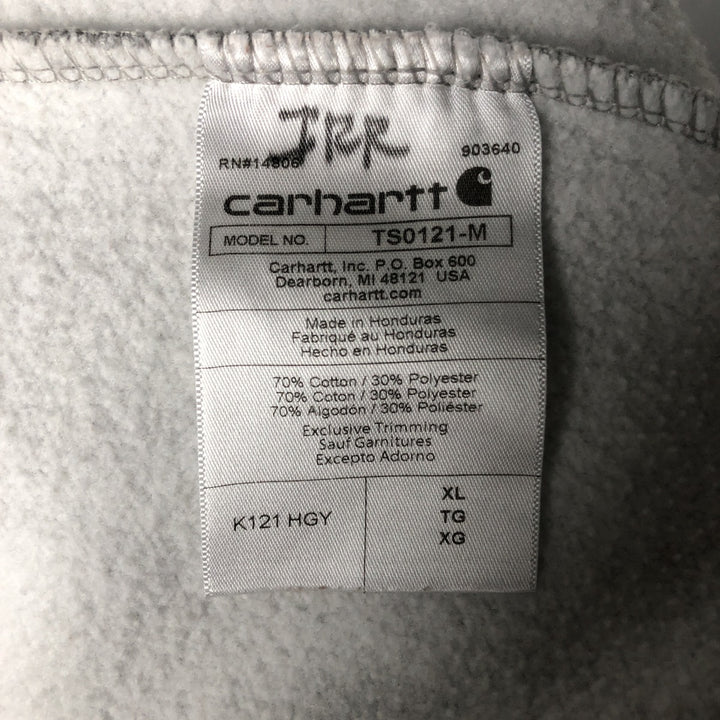 JRR
RN#14806 903640
carhartt
MODEL NO. TS0121-M
Carhartt, Inc. P.O. Box 600
Dearborn, MI 48121 USA
carhartt.com
Made in Honduras
Fabriqué au Honduras
Hecho en Honduras
70% Cotton / 30% Polyester
70% Coton / 30% Polyester
70% Algodón / 30% Poliéster
Exclusive Trimming
Sauf Garnitures
Excepto Adorno
K121 HGY
XL
TG
XG